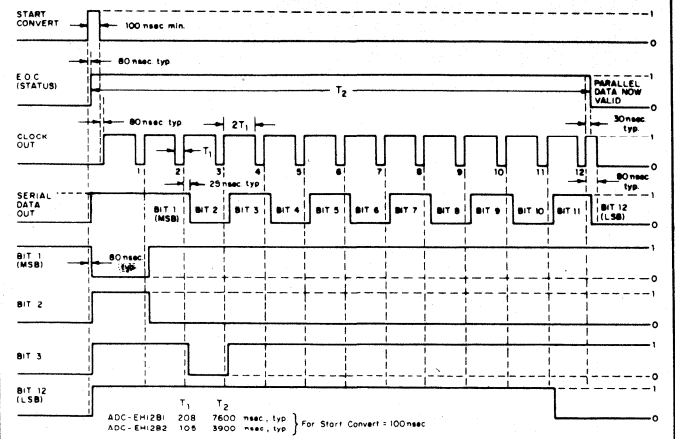 START
CONVERT
100 nsec min.
1
0
80 nsec typ
E.O.C
(STATUS)
T2
PARALLEL
DATA NOW
VALID
1
0
80 nsec typ
2T1
30 nsec
typ.
CLOCK
OUT
T1
1
0
1 2 3 4 5 6 7 8 9 10 11 12
25 nsec typ
80 nsec
typ.
SERIAL
DATA
OUT
BIT 1
(MSB)
BIT 2 BIT 3 BIT 4 BIT 5 BIT 6 BIT 7 BIT 8 BIT 9 BIT 10 BIT 11
BIT 12
(LSB)
BIT 1
(MSB)
80 nsec.
typ.
1
0
BIT 2
1
0
BIT 3
1
0
BIT 12
(LSB)
1
0
T1 T2
ADC-EH12B1 208 7600 nsec, typ
ADC-EH12B2 105 3900 nsec, typ
For Start Convert = 100 nsec